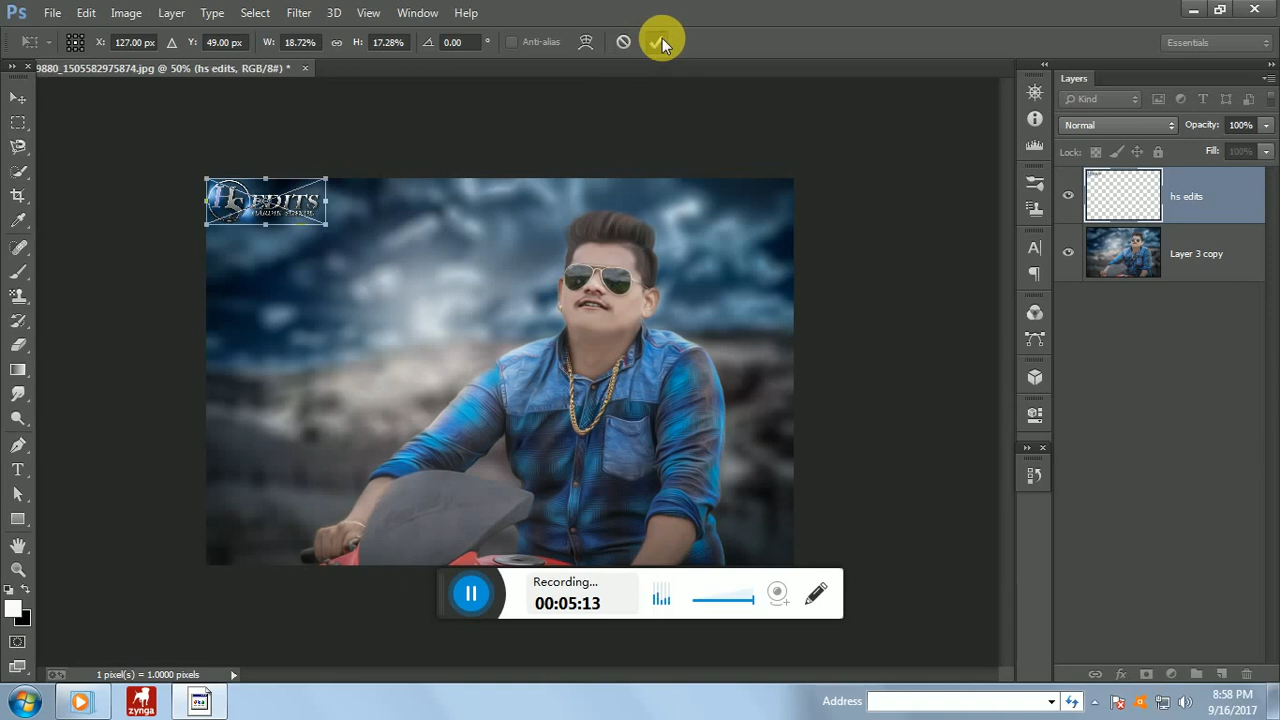 Ps File Edit Image Layer Type Select Filter 3D View Window Help
X: 127.00 px Y: 49.00 px W: 18.72% H: 17.28% 0.00 ° Anti-alias Essentials
9880_1505582975874.jpg @ 50% (hs edits, RGB/8#) * ×
Layers
Kind
Normal Opacity: 100%
Lock: Fill: 100%
hs edits
Layer 3 copy
HS EDITS
Recording...
00:05:13
1 pixel(s) = 1.0000 pixels
zynga
Address
8:58 PM
9/16/2017